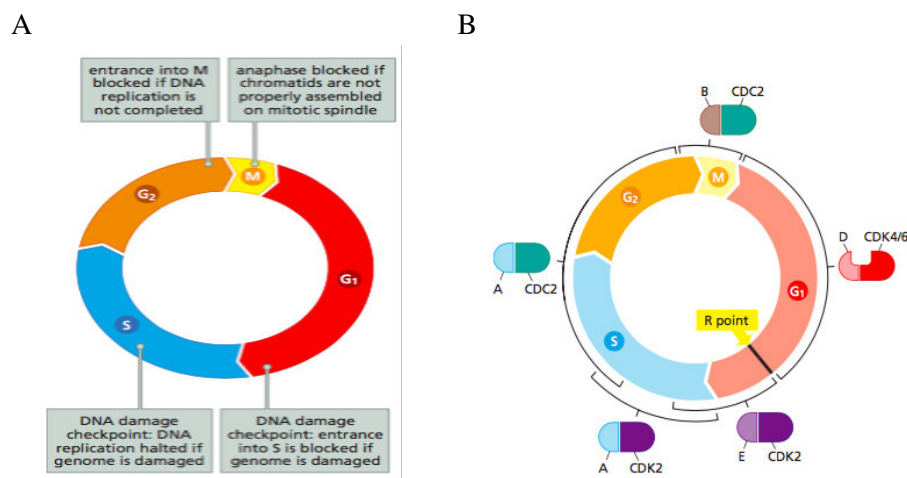 A
B
entrance into M
blocked if DNA
replication is
not completed
anaphase blocked if
chromatids are not
properly assembled
on mitotic spindle
M
G2
G1
S
DNA damage
checkpoint: DNA
replication halted if
genome is damaged
DNA damage
checkpoint: entrance
into S is blocked if
genome is damaged
B CDC2
M
G2
A CDC2
D CDK4/6
G1
R point
S
A CDK2
E CDK2